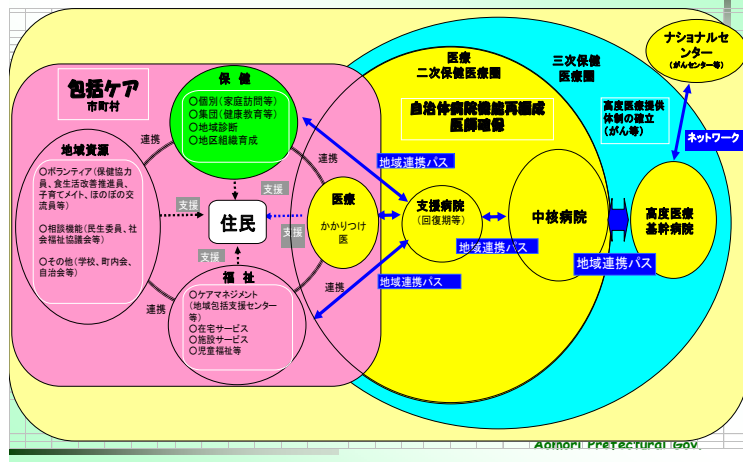 包括ケア
市町村
保 健
○個別(家庭訪問等)
○集団(健康教育等)
○地域診断
○地区組織育成
連携
地域資源
○ボランティア(保健協力
員、食生活改善推進員、
子育てメイト、ほのぼの交
流員等)
○相談機能(民生委員、社
会福祉協議会等)
○その他(学校、町内会、
自治会等)
連携
支援
支援
支援
支援
住民
連携
医療
かかりつけ
医
福 祉
○ケアマネジメント
(地域包括支援センター
等)
○在宅サービス
○施設サービス
○児童福祉等
連携
医療
二次保健医療圏
自治体病院機能再編成
医師確保
地域連携パス
支援病院
(回復期等)
地域連携パス
地域連携パス
中核病院
三次保健
医療圏
高度医療提供
体制の確立
(がん等)
地域連携パス
高度医療
基幹病院
ナショナルセ
ンター
(がんセンター等)
ネットワーク
Aomori Prefectural Gov